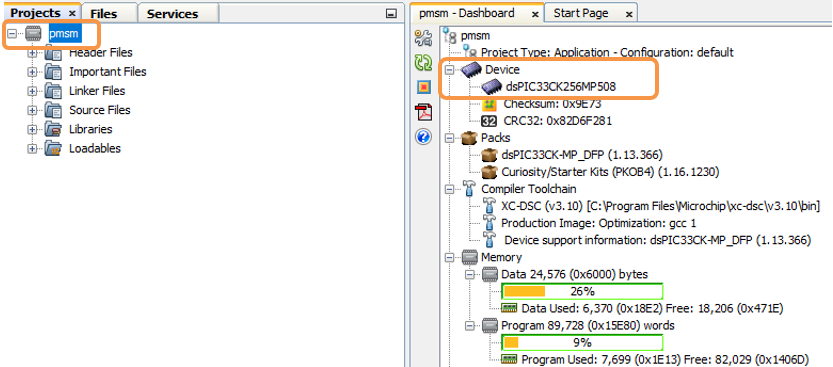 Projects x Files Services
pmsm
Header Files
Important Files
Linker Files
Source Files
Libraries
Loadables
pmsm - Dashboard x Start Page x
pmsm
Project Type: Application - Configuration: default
Device
dsPIC33CK256MP508
Checksum: 0x9E73
32 CRC32: 0x82D6F281
Packs
dsPIC33CK-MP_DFP (1.13.366)
Curiosity/Starter Kits (PKOB4) (1.16.1230)
Compiler Toolchain
XC-DSC (v3.10) [C:\Program Files\Microchip\xc-dsc\v3.10\bin]
Production Image: Optimization: gcc 1
Device support information: dsPIC33CK-MP_DFP (1.13.366)
Memory
Data 24,576 (0x6000) bytes
26%
Data Used: 6,370 (0x18E2) Free: 18,206 (0x471E)
Program 89,728 (0x15E80) words
9%
Program Used: 7,699 (0x1E13) Free: 82,029 (0x1406D)